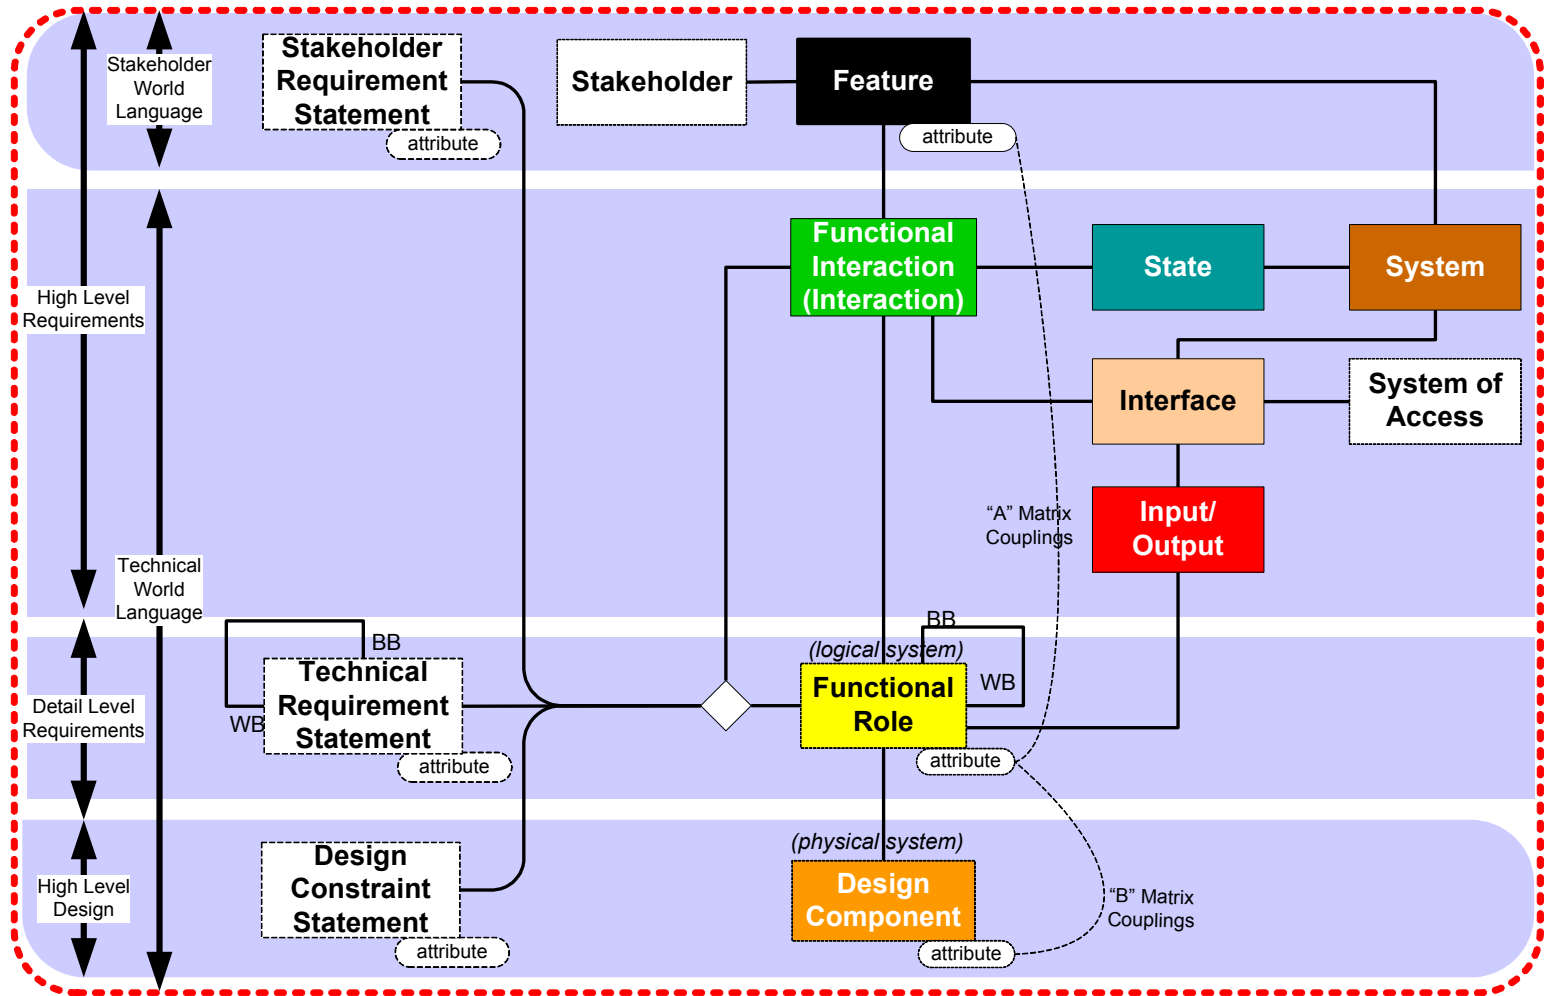 Stakeholder
World
Language
Stakeholder
Requirement
Statement
attribute
Stakeholder
Feature
attribute
High Level
Requirements
Functional
Interaction
(Interaction)
State
System
Interface
System of
Access
"A" Matrix
Couplings
Input/
Output
Technical
World
Language
Detail Level
Requirements
BB
WB
Technical
Requirement
Statement
attribute
(logical system)
BB
WB
Functional
Role
attribute
High Level
Design
Design
Constraint
Statement
attribute
(physical system)
Design
Component
attribute
"B" Matrix
Couplings